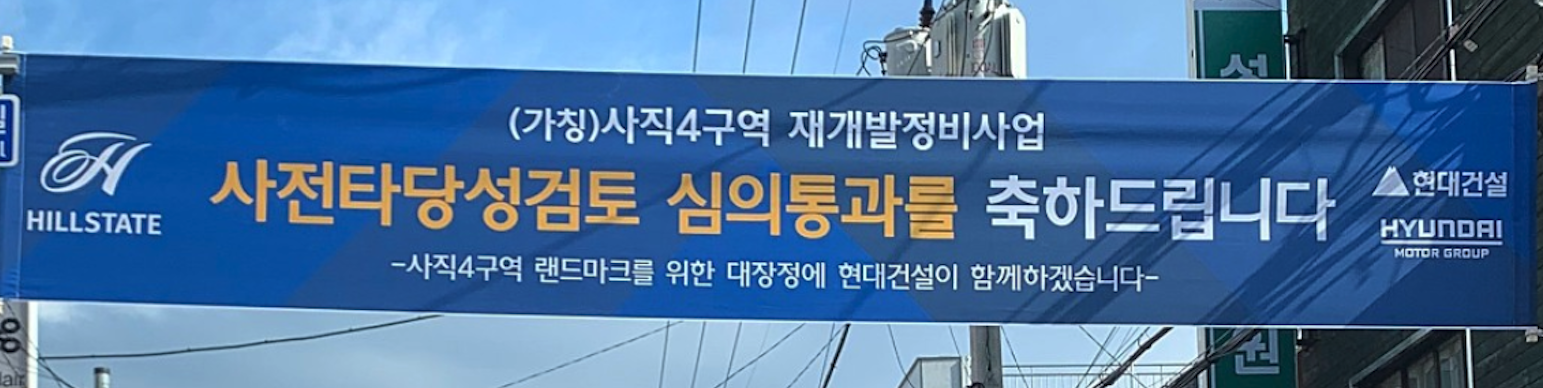 (가칭)사직4구역 재개발정비사업
사전타당성검토 심의통과를 축하드립니다
-사직4구역 랜드마크를 위한 대장정에 현대건설이 함께하겠습니다-
HILLSTATE
현대건설
HYUNDAI
MOTOR GROUP
원